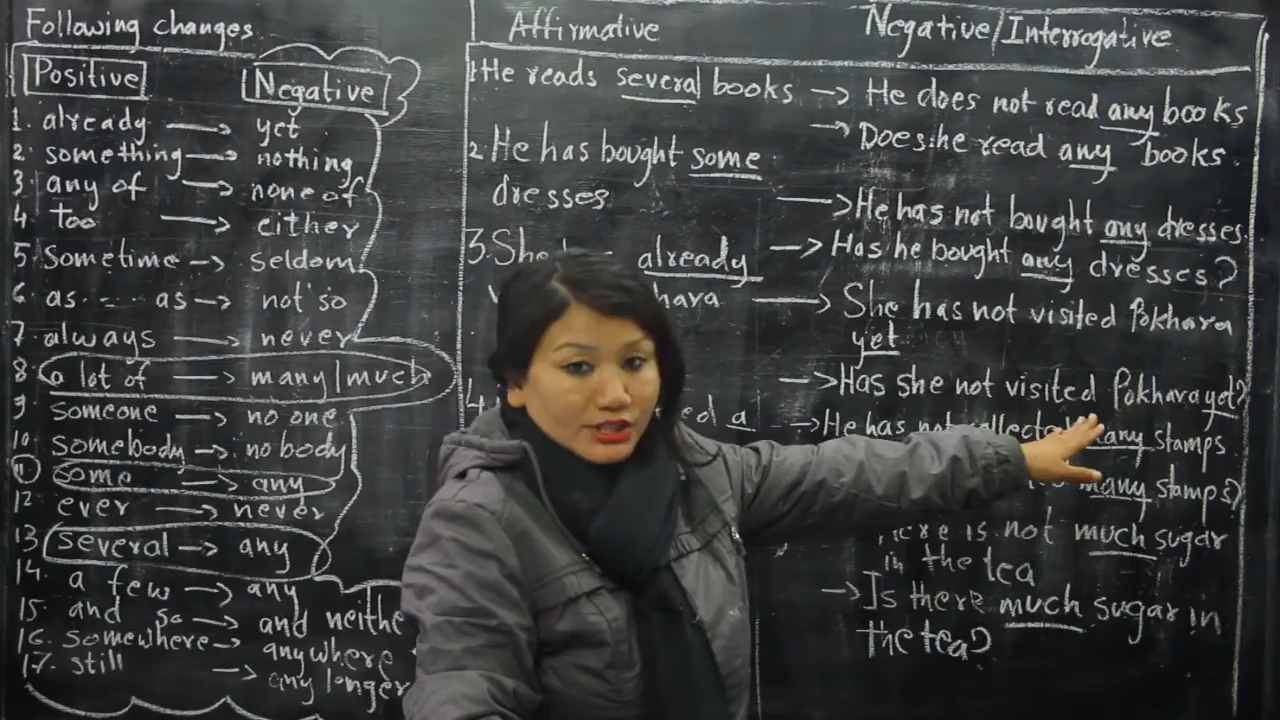 Following changes
Positive Negative
1. already → yet
2. something → nothing
3. any of → none of
4. too → either
5. Sometime → seldom
6. as - - - as → not so
7. always → never
8. a lot of → many/much
9. someone → no one
10. Somebody → nobody
11. some → any
12 ever → never
13 several → any
14. a few → any
15. and so → and neithe
16. somewhere → anywhere
17. still → any longer
Affirmative Negative/Interrogative
1. He reads several books → He does not read any books
→ Does he read any books.
2. He has bought some
dresses → He has not bought any dresses.
3. She already → Has he bought any dresses?
→ She has not visited Pokhara
yet
→ Has she not visited Pokhara yet?
4. a → He has not many stamps
many stamps?
is not much sugar
in the tea
→ Is there much sugar in
the tea?